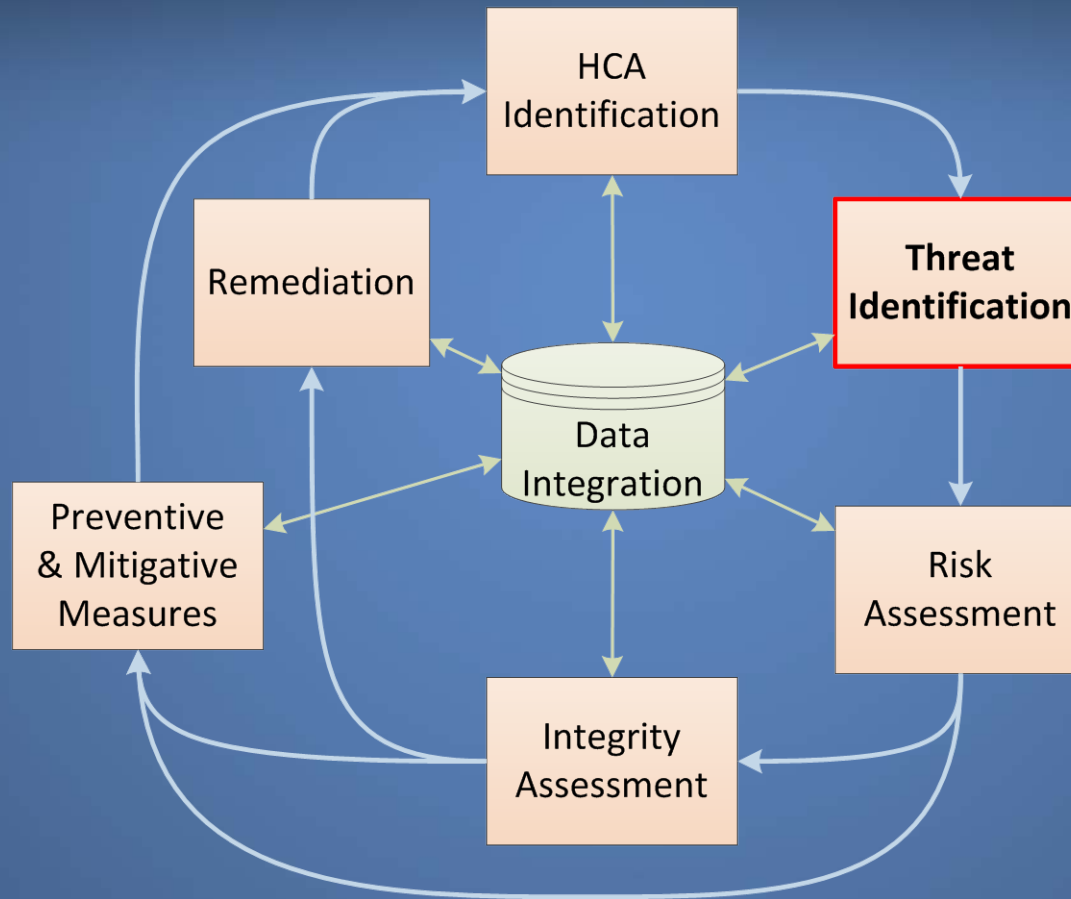 HCA
Identification
Threat
Identification
Remediation
Data
Integration
Preventive
& Mitigative
Measures
Risk
Assessment
Integrity
Assessment